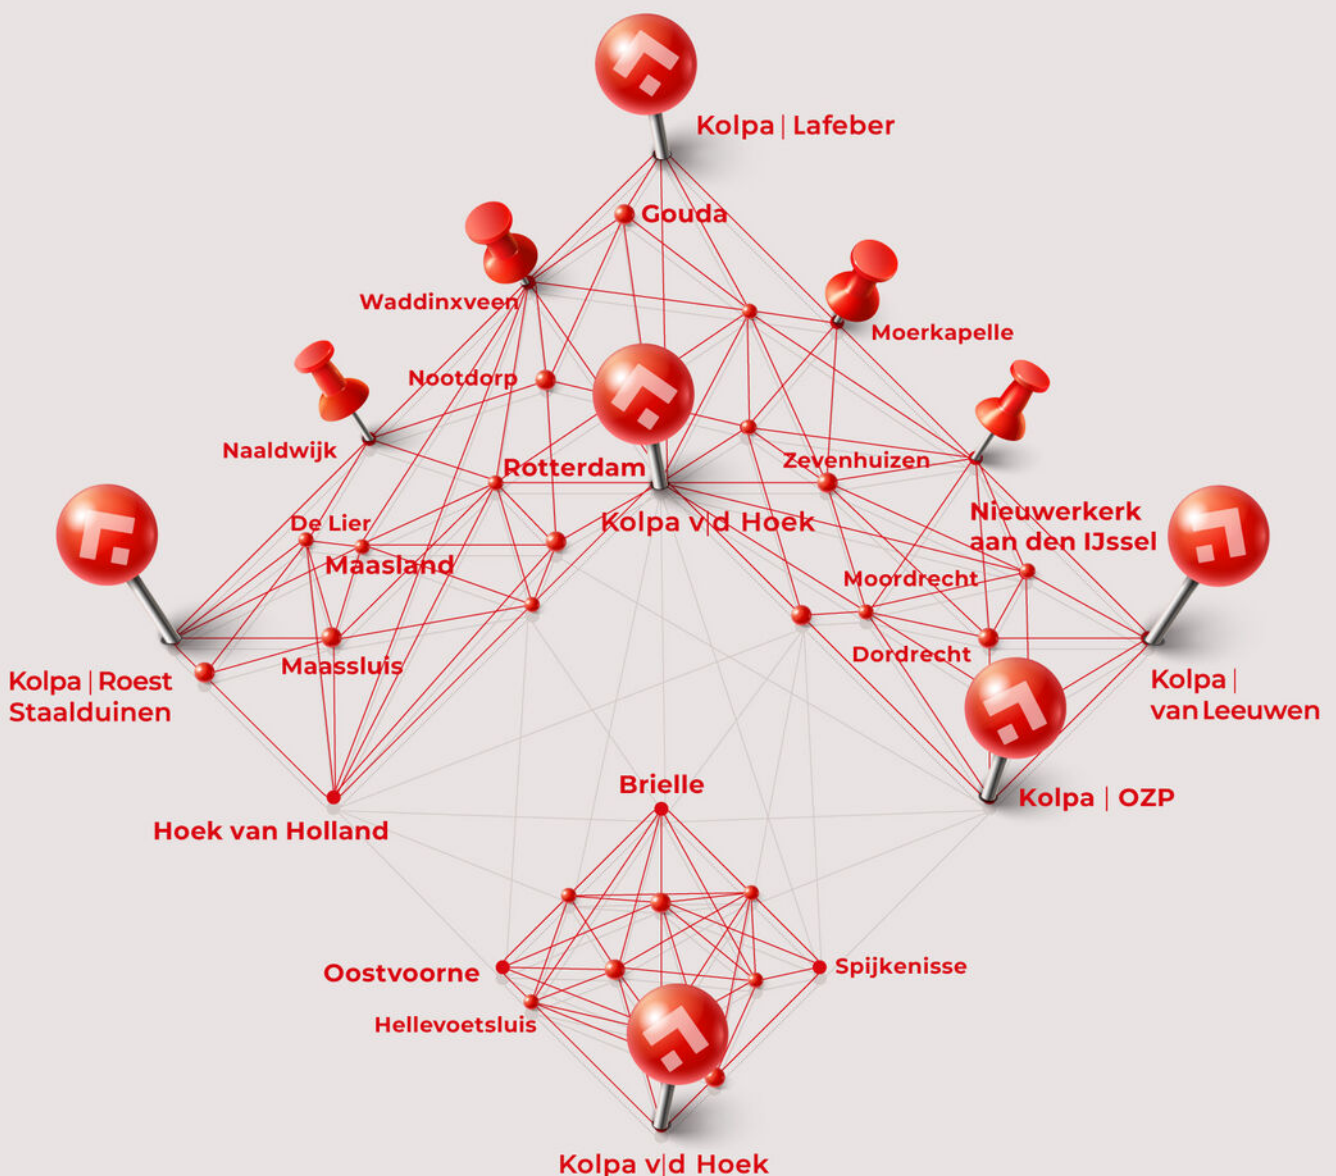 Kolpa | Lafeber
Gouda
Waddinxveen
Moerkapelle
Nootdorp
Naaldwijk
Rotterdam
Zevenhuizen
Kolpa v|d Hoek
De Lier
Maasland
Nieuwerkerk
aan den IJssel
Moordrecht
Maassluis
Dordrecht
Kolpa | Roest
Staalduinen
Kolpa |
van Leeuwen
Kolpa | OZP
Brielle
Hoek van Holland
Oostvoorne
Spijkenisse
Hellevoetsluis
Kolpa v|d Hoek